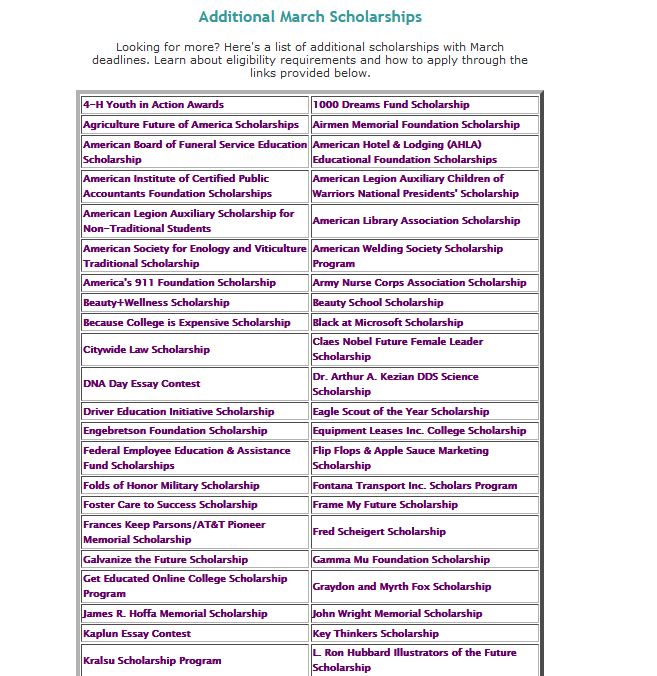 Additional March Scholarships
Looking for more? Here's a list of additional scholarships with March
deadlines. Learn about eligibility requirements and how to apply through the
links provided below.
4-H Youth in Action Awards
1000 Dreams Fund Scholarship
Agriculture Future of America Scholarships
Airmen Memorial Foundation Scholarship
American Board of Funeral Service Education
Scholarship
American Hotel & Lodging (AHLA)
Educational Foundation Scholarships
American Institute of Certified Public
Accountants Foundation Scholarships
American Legion Auxiliary Children of
Warriors National Presidents' Scholarship
American Legion Auxiliary Scholarship for
Non-Traditional Students
American Library Association Scholarship
American Society for Enology and Viticulture
Traditional Scholarship
American Welding Society Scholarship
Program
America's 911 Foundation Scholarship
Army Nurse Corps Association Scholarship
Beauty+Wellness Scholarship
Beauty School Scholarship
Because College is Expensive Scholarship
Black at Microsoft Scholarship
Citywide Law Scholarship
Claes Nobel Future Female Leader
Scholarship
DNA Day Essay Contest
Dr. Arthur A. Kezian DDS Science
Scholarship
Driver Education Initiative Scholarship
Eagle Scout of the Year Scholarship
Engebretson Foundation Scholarship
Equipment Leases Inc. College Scholarship
Federal Employee Education & Assistance
Fund Scholarships
Flip Flops & Apple Sauce Marketing
Scholarship
Folds of Honor Military Scholarship
Fontana Transport Inc. Scholars Program
Foster Care to Success Scholarship
Frame My Future Scholarship
Frances Keep Parsons/AT&T Pioneer
Memorial Scholarship
Fred Scheigert Scholarship
Galvanize the Future Scholarship
Gamma Mu Foundation Scholarship
Get Educated Online College Scholarship
Program
Graydon and Myrth Fox Scholarship
James R. Hoffa Memorial Scholarship
John Wright Memorial Scholarship
Kaplun Essay Contest
Key Thinkers Scholarship
Kralsu Scholarship Program
L. Ron Hubbard Illustrators of the Future
Scholarship